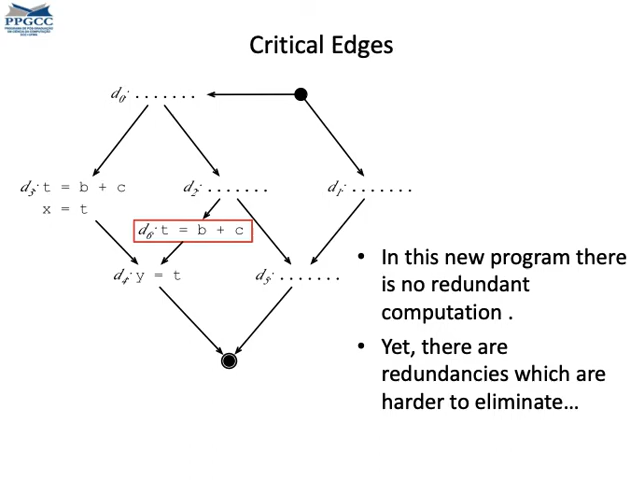 PPGCC
Critical Edges
d0: .......
d3: t = b + c
x = t
d2: .......
d1: .......
d6: t = b + c
d4: y = t
d5: .......
• In this new program there
is no redundant
computation .
• Yet, there are
redundancies which are
harder to eliminate…